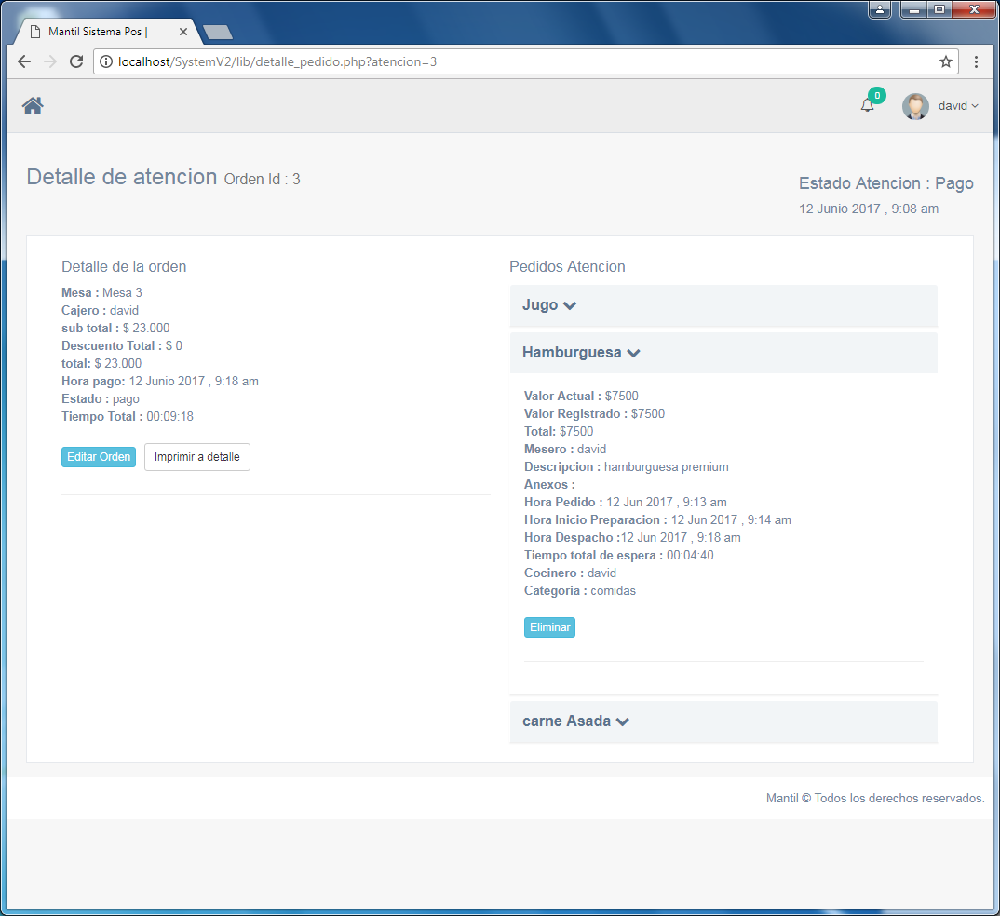 Mantil Sistema Pos |
localhost/SystemV2/lib/detalle_pedido.php?atencion=3
0
david
Detalle de atencion Orden Id : 3
Estado Atencion : Pago
12 Junio 2017 , 9:08 am
Detalle de la orden
Mesa : Mesa 3
Cajero : david
sub total : $ 23.000
Descuento Total : $ 0
total: $ 23.000
Hora pago: 12 Junio 2017 , 9:18 am
Estado : pago
Tiempo Total : 00:09:18
Editar Orden
Imprimir a detalle
Pedidos Atencion
Jugo
Hamburguesa
Valor Actual : $7500
Valor Registrado : $7500
Total: $7500
Mesero : david
Descripcion : hamburguesa premium
Anexos :
Hora Pedido : 12 Jun 2017 , 9:13 am
Hora Inicio Preparacion : 12 Jun 2017 , 9:14 am
Hora Despacho :12 Jun 2017 , 9:18 am
Tiempo total de espera : 00:04:40
Cocinero : david
Categoria : comidas
Eliminar
carne Asada
Mantil © Todos los derechos reservados.